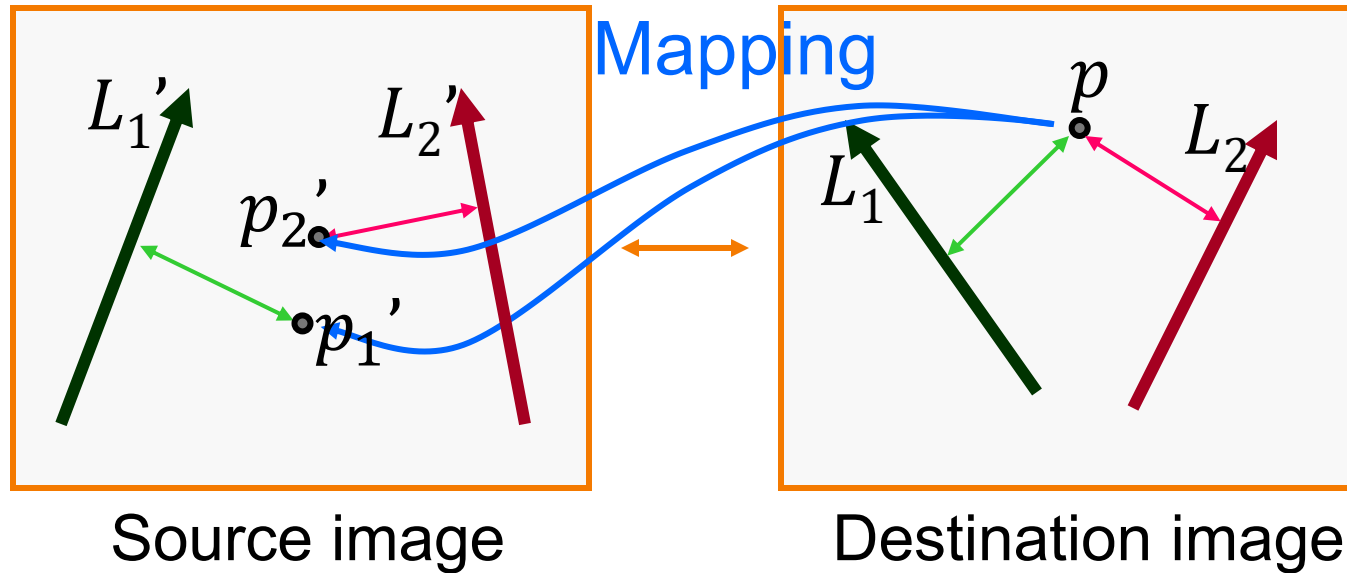 Mapping
L₁’
L₂’
p₂’
p₁’
p
L₁
L₂
Source image
Destination image